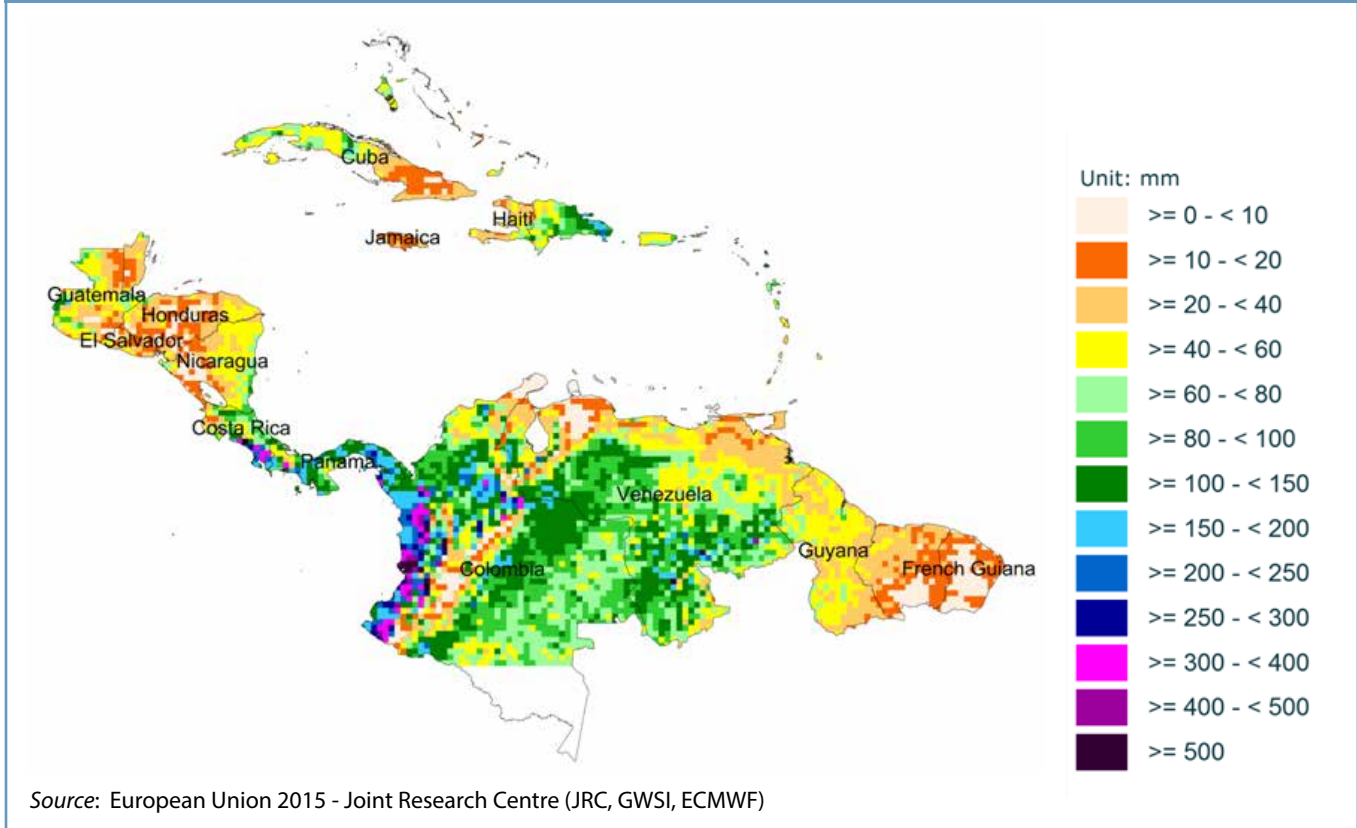 Cuba
Haiti
Jamaica
Guatemala
Honduras
El Salvador
Nicaragua
Costa Rica
Panama
Venezuela
Colombia
Guyana
French Guiana
Unit: mm
>= 0 - < 10
>= 10 - < 20
>= 20 - < 40
>= 40 - < 60
>= 60 - < 80
>= 80 - < 100
>= 100 - < 150
>= 150 - < 200
>= 200 - < 250
>= 250 - < 300
>= 300 - < 400
>= 400 - < 500
>= 500
Source: European Union 2015 - Joint Research Centre (JRC, GWSI, ECMWF)